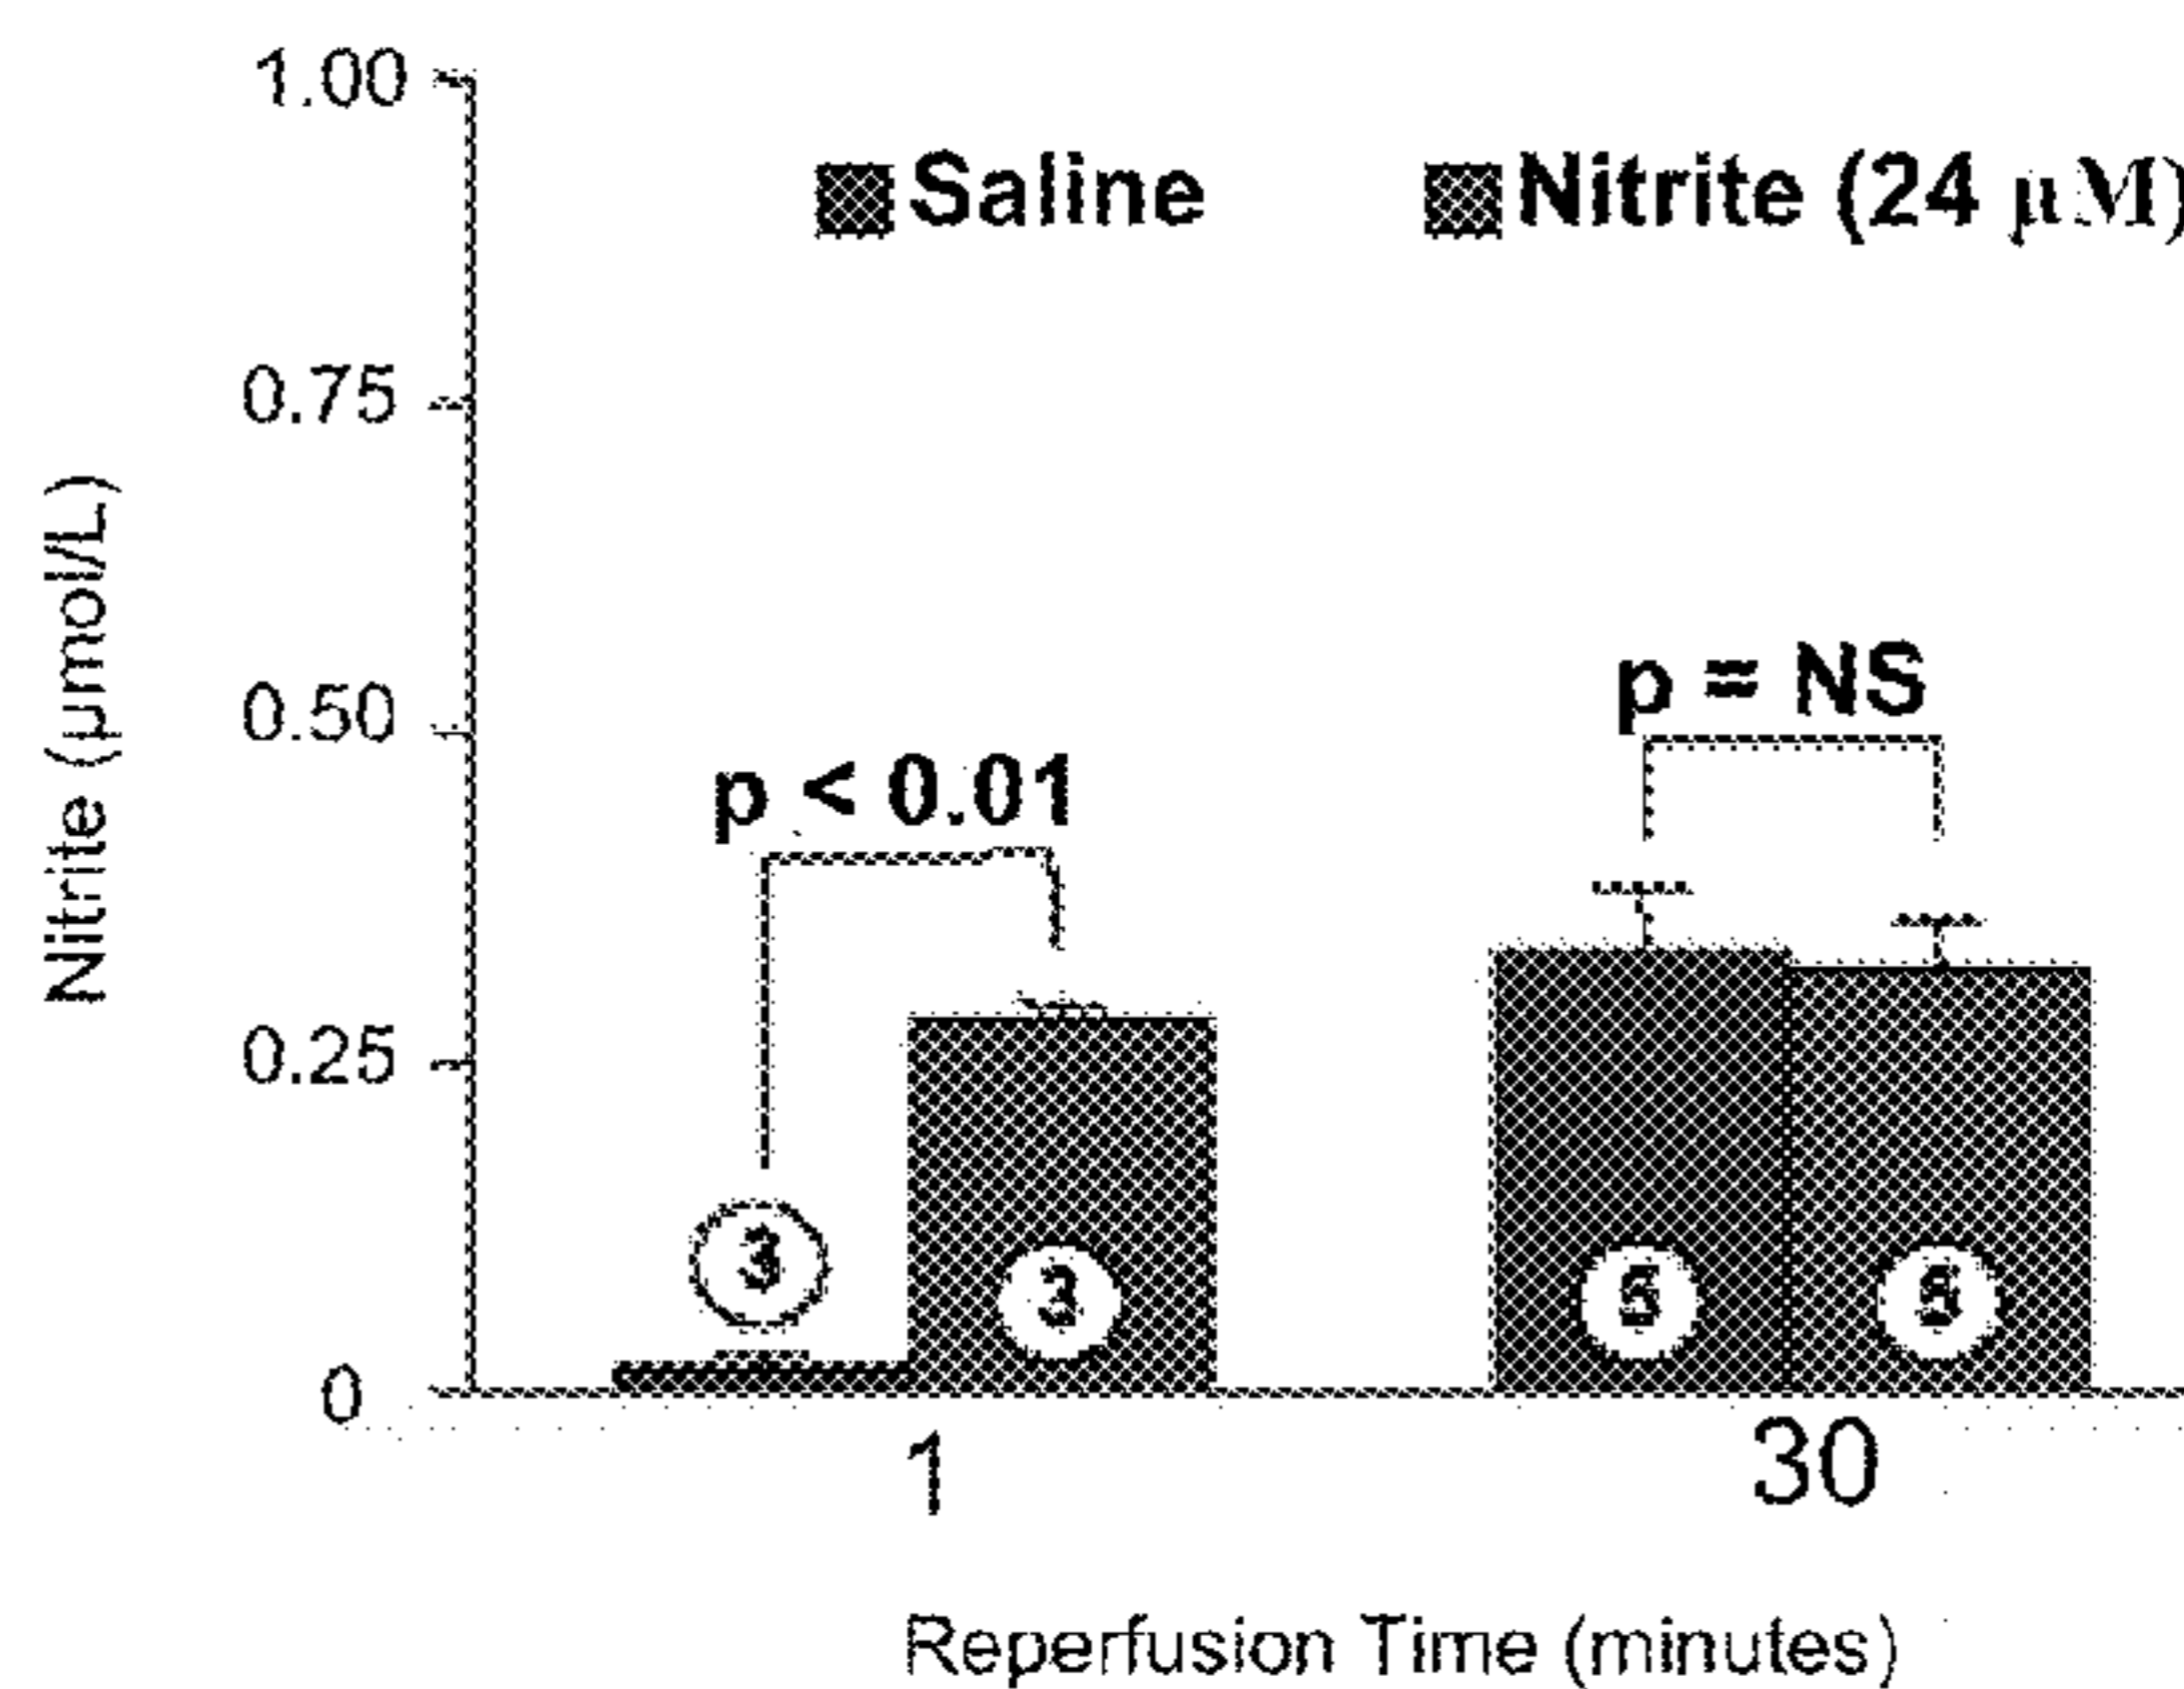 1.00
Saline
Nitrite (24 μM)
0.75
Nitrite (μmol/L)
0.50
p = NS
p < 0.01
0.25
3
3
5
5
0
1
30
Reperfusion Time (minutes)